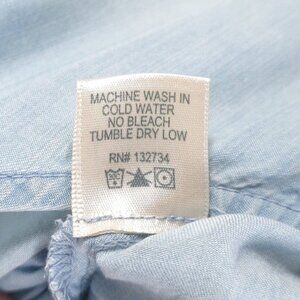 MACHINE WASH IN
COLD WATER
NO BLEACH
TUMBLE DRY LOW
RN# 132734